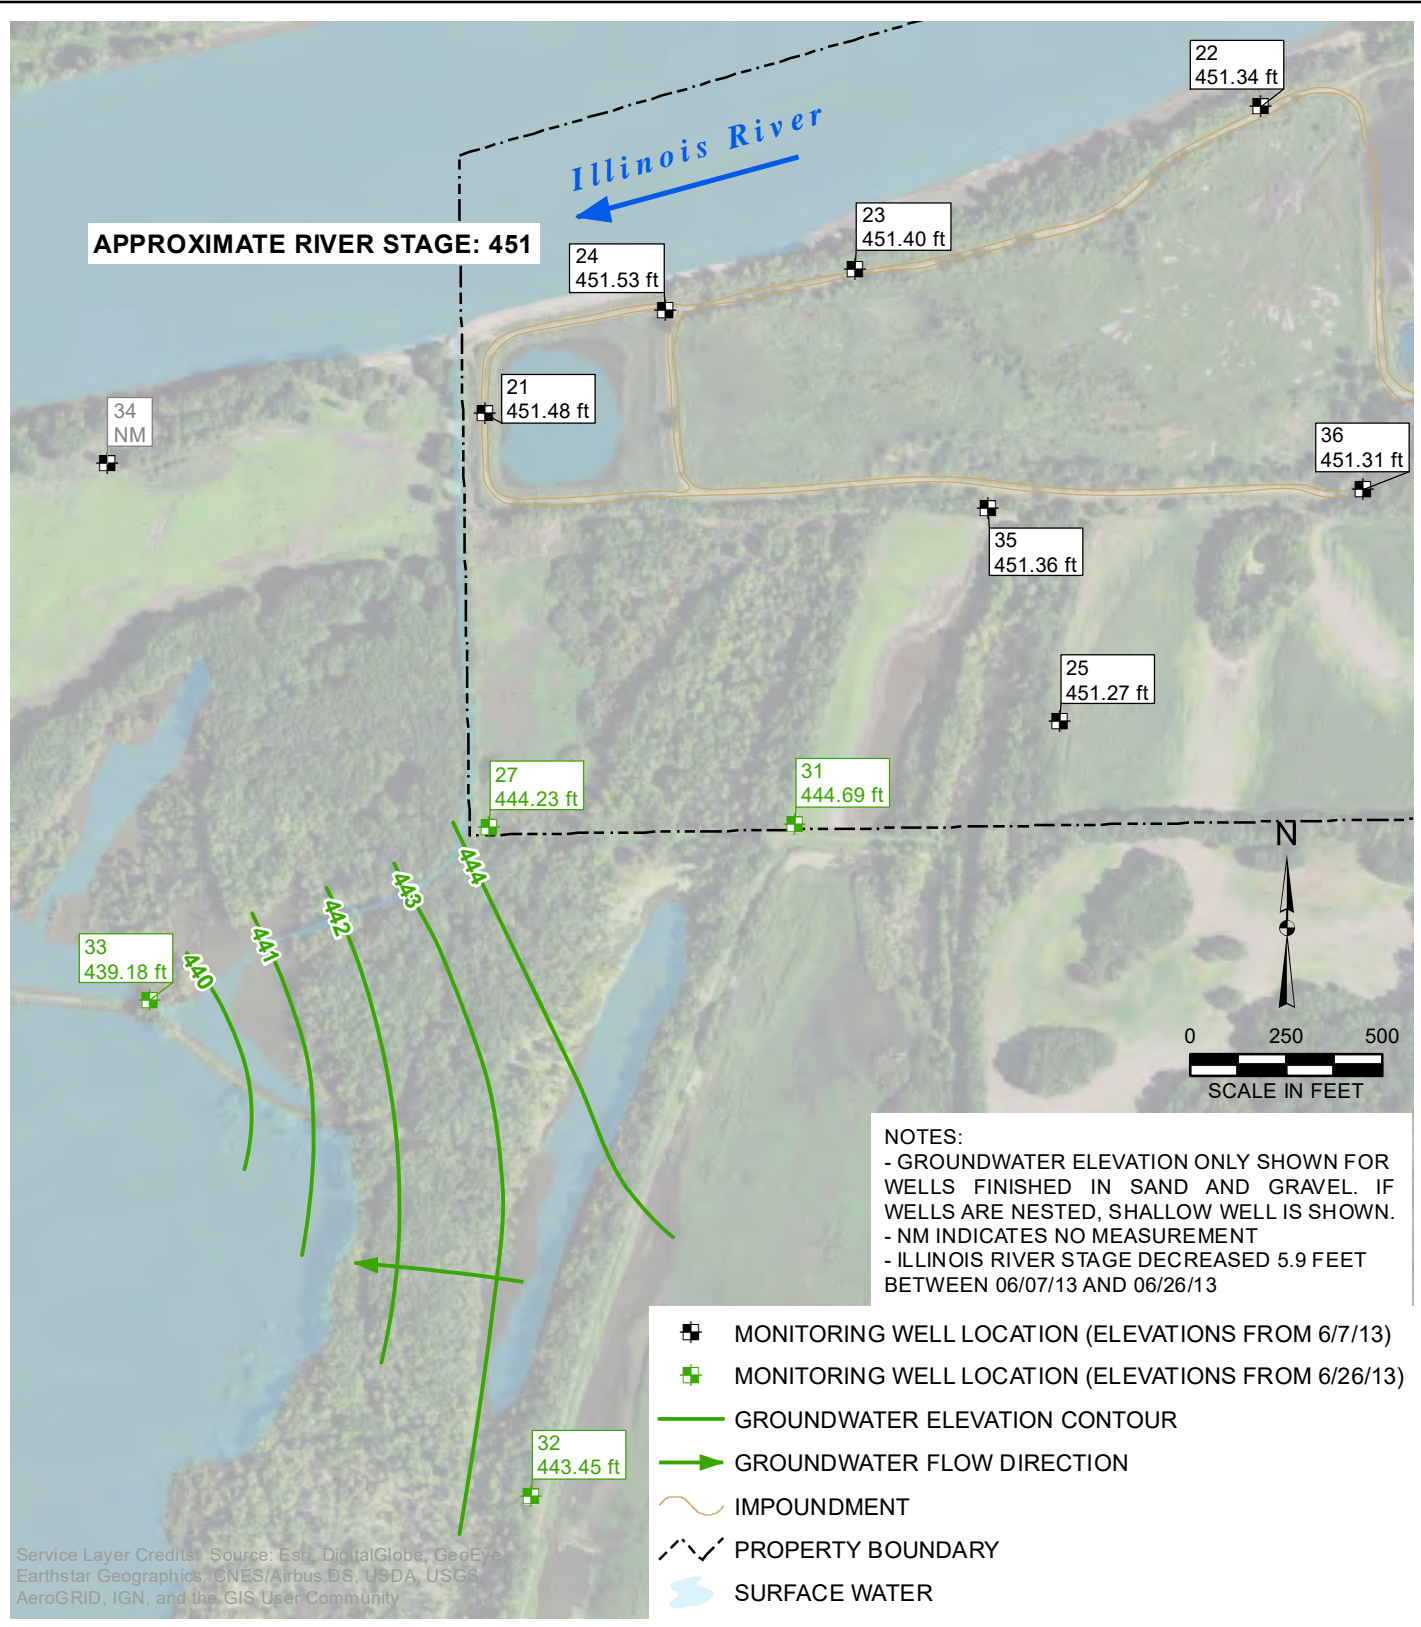 22
451.34 ft
Illinois River
23
451.40 ft
APPROXIMATE RIVER STAGE: 451
24
451.53 ft
21
451.48 ft
34
NM
36
451.31 ft
35
451.36 ft
25
451.27 ft
27
444.23 ft
31
444.69 ft
N
444
443
442
441
440
33
439.18 ft
0 250 500
SCALE IN FEET
NOTES:
- GROUNDWATER ELEVATION ONLY SHOWN FOR
WELLS FINISHED IN SAND AND GRAVEL. IF
WELLS ARE NESTED, SHALLOW WELL IS SHOWN.
- NM INDICATES NO MEASUREMENT
- ILLINOIS RIVER STAGE DECREASED 5.9 FEET
BETWEEN 06/07/13 AND 06/26/13
MONITORING WELL LOCATION (ELEVATIONS FROM 6/7/13)
MONITORING WELL LOCATION (ELEVATIONS FROM 6/26/13)
GROUNDWATER ELEVATION CONTOUR
GROUNDWATER FLOW DIRECTION
IMPOUNDMENT
PROPERTY BOUNDARY
SURFACE WATER
32
443.45 ft
Service Layer Credits: Source: Esri, DigitalGlobe, GeoEye,
Earthstar Geographics, CNES/Airbus DS, USDA, USGS,
AeroGRID, IGN, and the GIS User Community